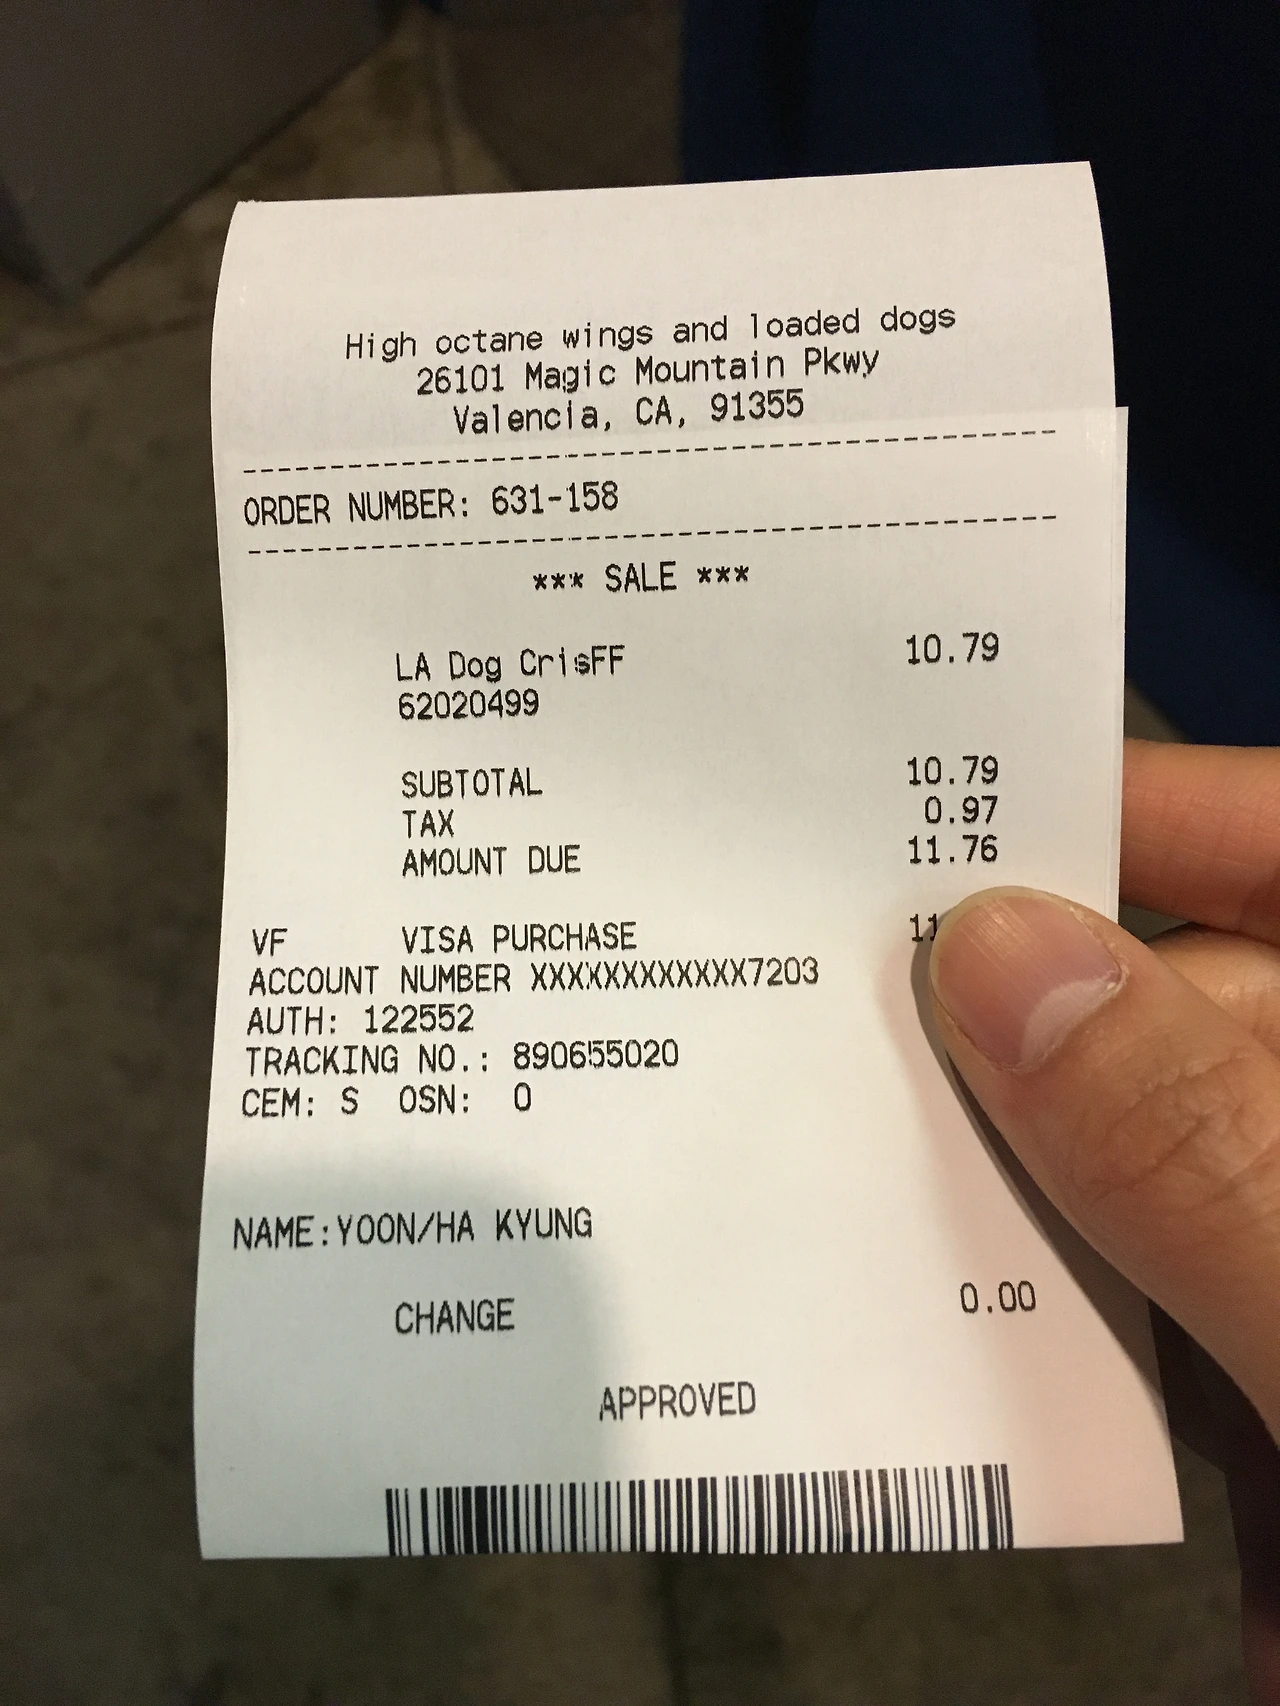 High octane wings and loaded dogs
26101 Magic Mountain Pkwy
Valencia, CA, 91355
----------------------------------------------
ORDER NUMBER: 631-158
----------------------------------------------
*** SALE ***
LA Dog CrisFF 10.79
62020499
SUBTOTAL 10.79
TAX 0.97
AMOUNT DUE 11.76
VF VISA PURCHASE
ACCOUNT NUMBER XXXXXXXXXXXX7203
AUTH: 122552
TRACKING NO.: 890655020
CEM: S OSN: 0
NAME:YOON/HA KYUNG
CHANGE 0.00
APPROVED